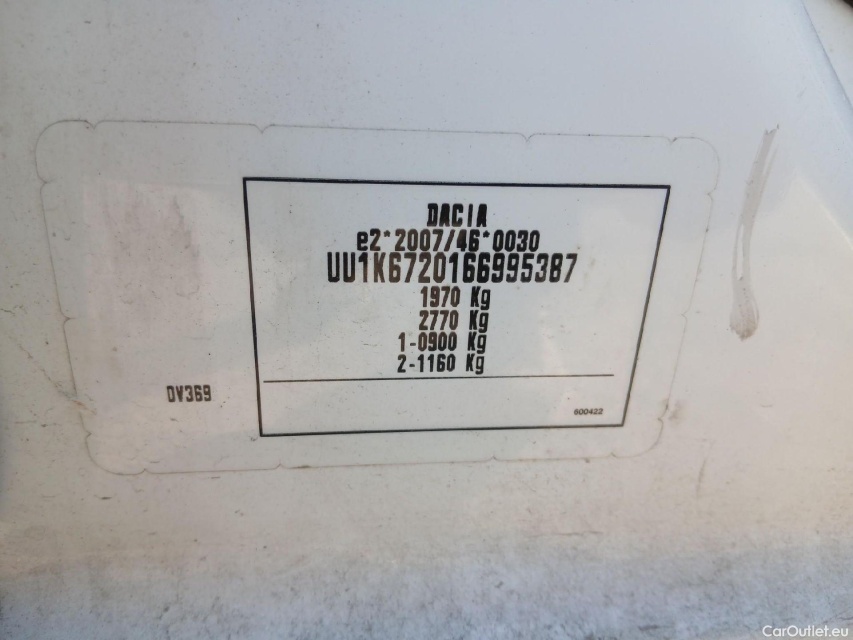 DACIA
e2*2007/46*0030
UU1K6720166995387
1970 Kg
2770 Kg
1-0900 Kg
2-1160 Kg
DV369
600422
CarOutlet.eu